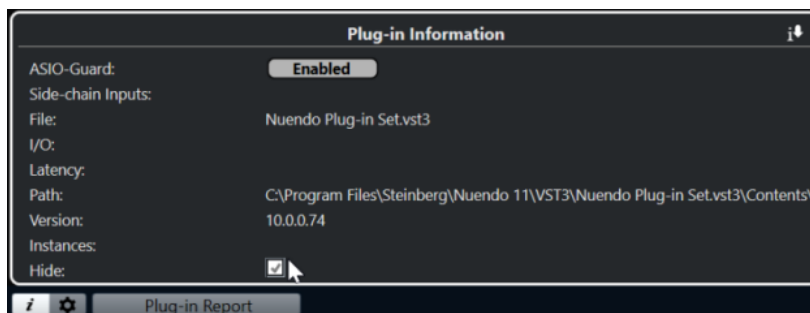 Plug-in Information
ASIO-Guard: Enabled
Side-chain Inputs:
File: Nuendo Plug-in Set.vst3
I/O:
Latency:
Path: C:\Program Files\Steinberg\Nuendo 11\VST3\Nuendo Plug-in Set.vst3\Contents\
Version: 10.0.0.74
Instances:
Hide:
i Plug-in Report